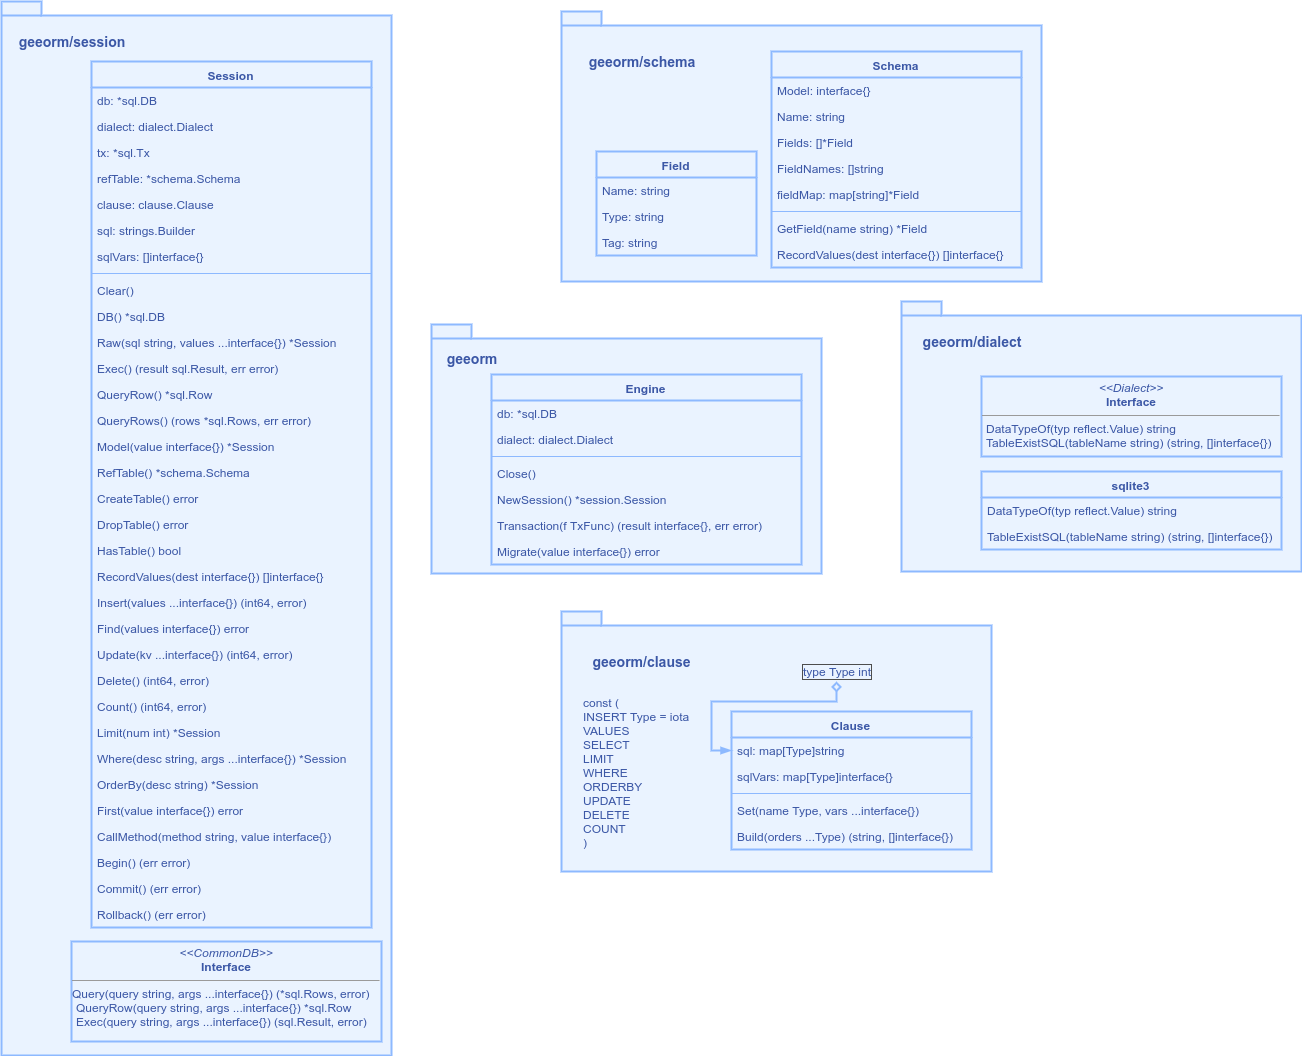 geeorm/session
Session
db: *sql.DB
dialect: dialect.Dialect
tx: *sql.Tx
refTable: *schema.Schema
clause: clause.Clause
sql: strings.Builder
sqlVars: []interface{}
Clear()
DB() *sql.DB
Raw(sql string, values ...interface{}) *Session
Exec() (result sql.Result, err error)
QueryRow() *sql.Row
QueryRows() (rows *sql.Rows, err error)
Model(value interface{}) *Session
RefTable() *schema.Schema
CreateTable() error
DropTable() error
HasTable() bool
RecordValues(dest interface{}) []interface{}
Insert(values ...interface{}) (int64, error)
Find(values interface{}) error
Update(kv ...interface{}) (int64, error)
Delete() (int64, error)
Count() (int64, error)
Limit(num int) *Session
Where(desc string, args ...interface{}) *Session
OrderBy(desc string) *Session
First(value interface{}) error
CallMethod(method string, value interface{})
Begin() (err error)
Commit() (err error)
Rollback() (err error)
<<CommonDB>>
Interface
Query(query string, args ...interface{}) (*sql.Rows, error)
QueryRow(query string, args ...interface{}) *sql.Row
Exec(query string, args ...interface{}) (sql.Result, error)
geeorm/schema
Field
Name: string
Type: string
Tag: string
Schema
Model: interface{}
Name: string
Fields: []*Field
FieldNames: []string
fieldMap: map[string]*Field
GetField(name string) *Field
RecordValues(dest interface{}) []interface{}
geeorm
Engine
db: *sql.DB
dialect: dialect.Dialect
Close()
NewSession() *session.Session
Transaction(f TxFunc) (result interface{}, err error)
Migrate(value interface{}) error
geeorm/dialect
<<Dialect>>
Interface
DataTypeOf(typ reflect.Value) string
TableExistSQL(tableName string) (string, []interface{})
sqlite3
DataTypeOf(typ reflect.Value) string
TableExistSQL(tableName string) (string, []interface{})
geeorm/clause
type Type int
const (
INSERT Type = iota
VALUES
SELECT
LIMIT
WHERE
ORDERBY
UPDATE
DELETE
COUNT
)
Clause
sql: map[Type]string
sqlVars: map[Type]interface{}
Set(name Type, vars ...interface{})
Build(orders ...Type) (string, []interface{})